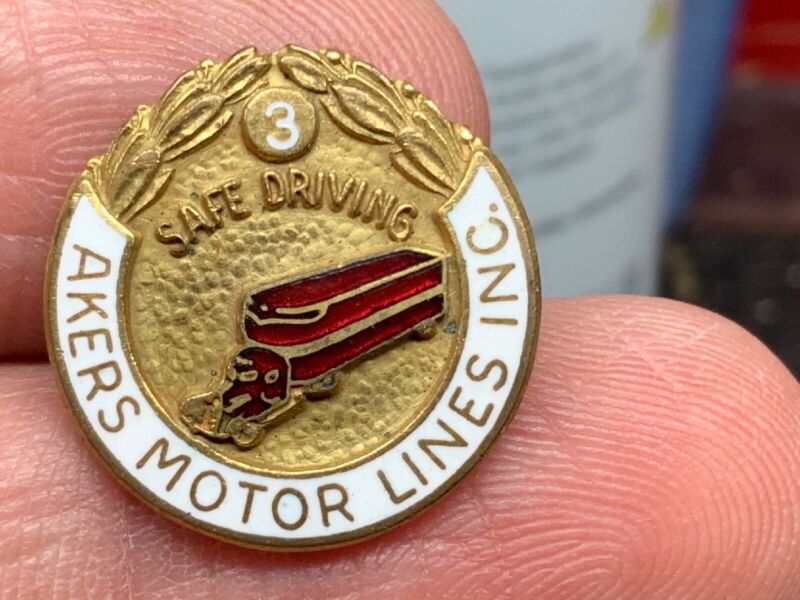 3
SAFE DRIVING
AKERS MOTOR LINES INC.